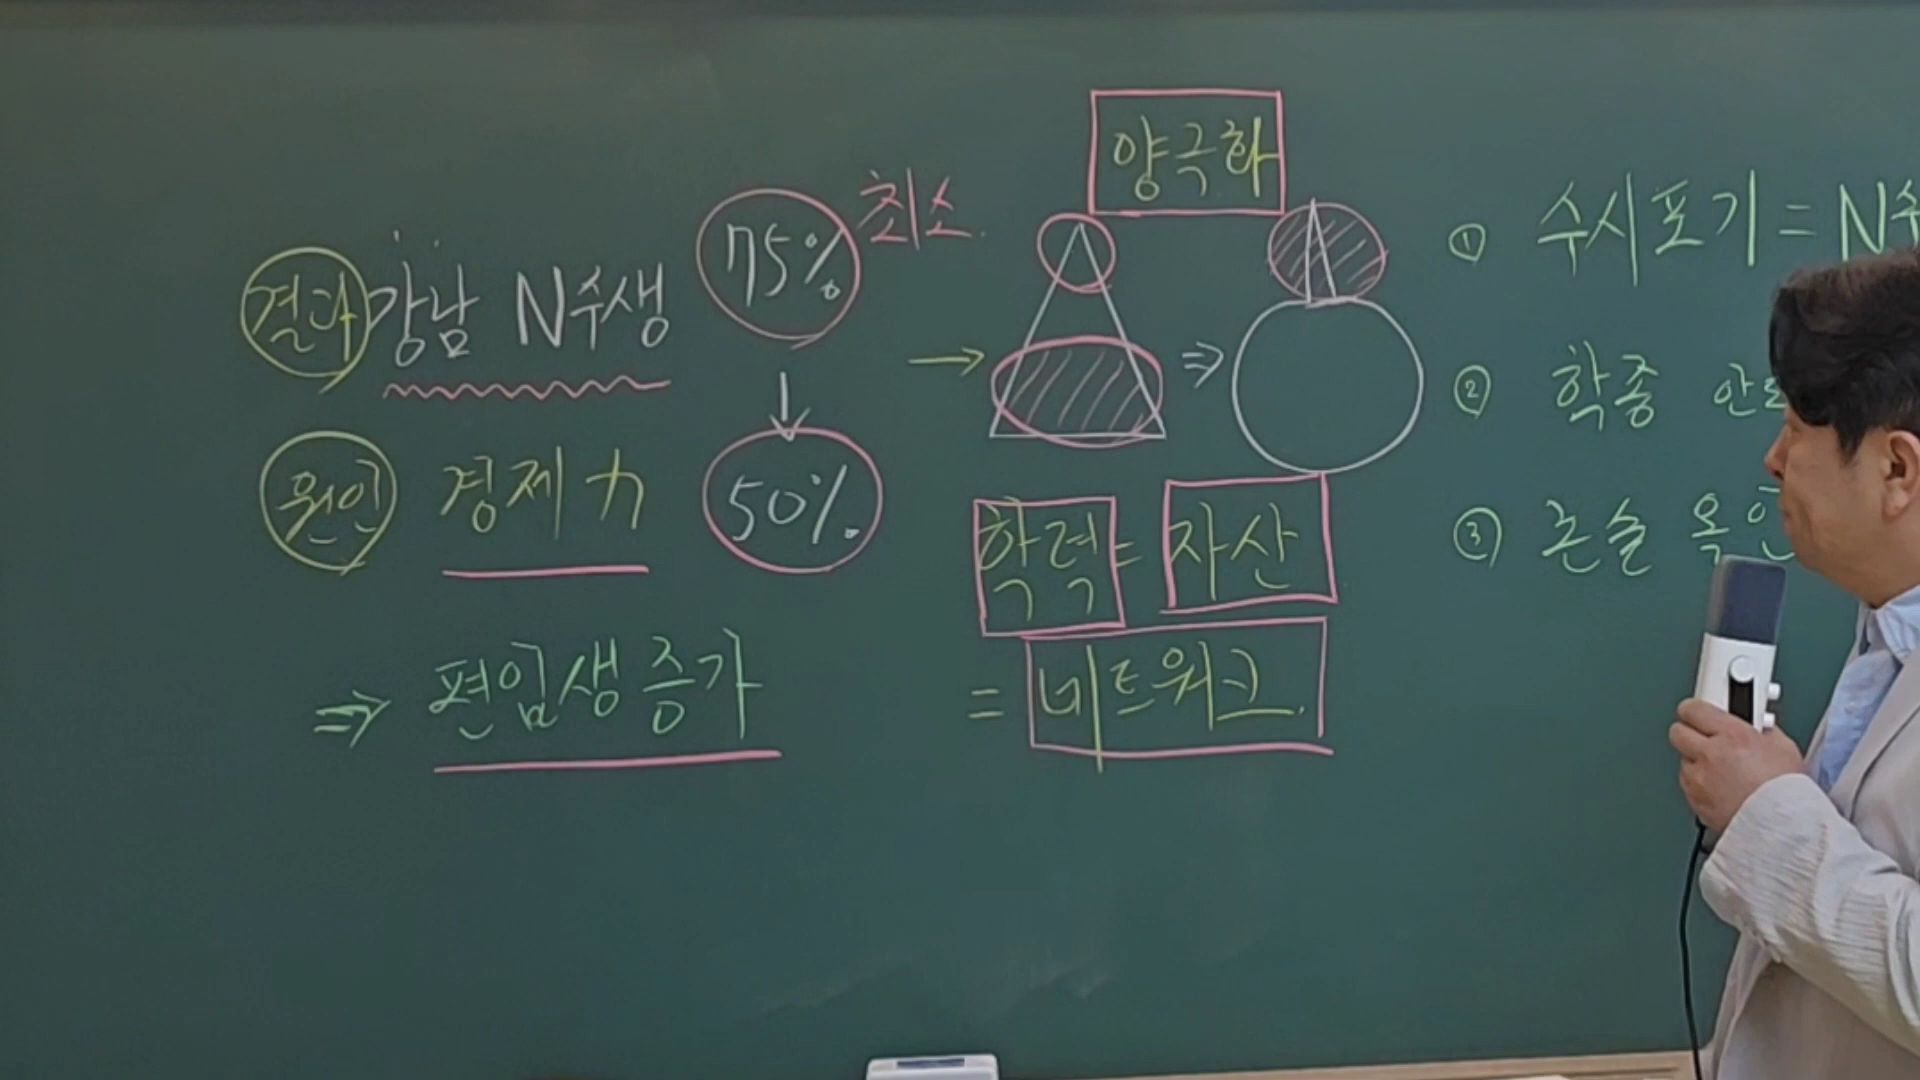 결과 강남 N수생 75% 최소.
↓
원인 경제力 50%.
⇒ 편입생 증가
양극화
→ ⇒
학력 = 자산
= 네트워크.
① 수시포기 = N수
② 학종 안
③ 논술